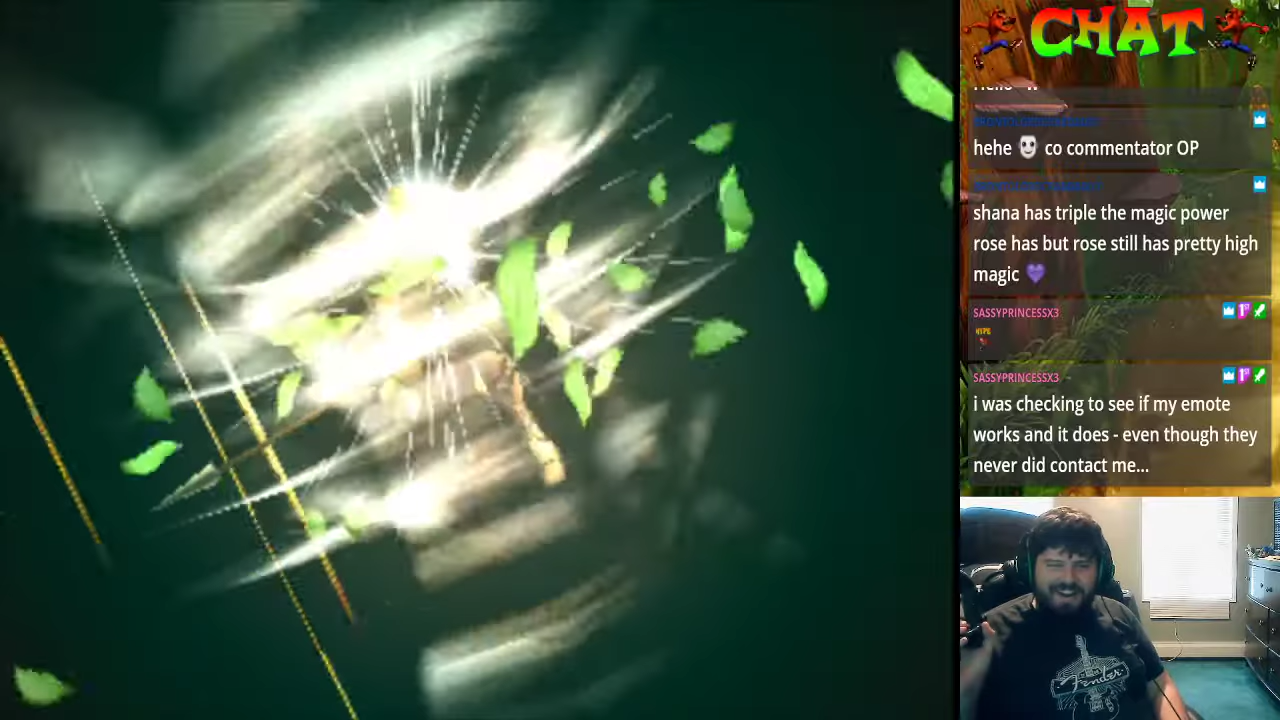 CHAT
hehe co commentator OP
shana has triple the magic power
rose has but rose still has pretty high
magic
SASSYPRINCESSX3
HYPE
SASSYPRINCESSX3
i was checking to see if my emote
works and it does - even though they
never did contact me...
Fender